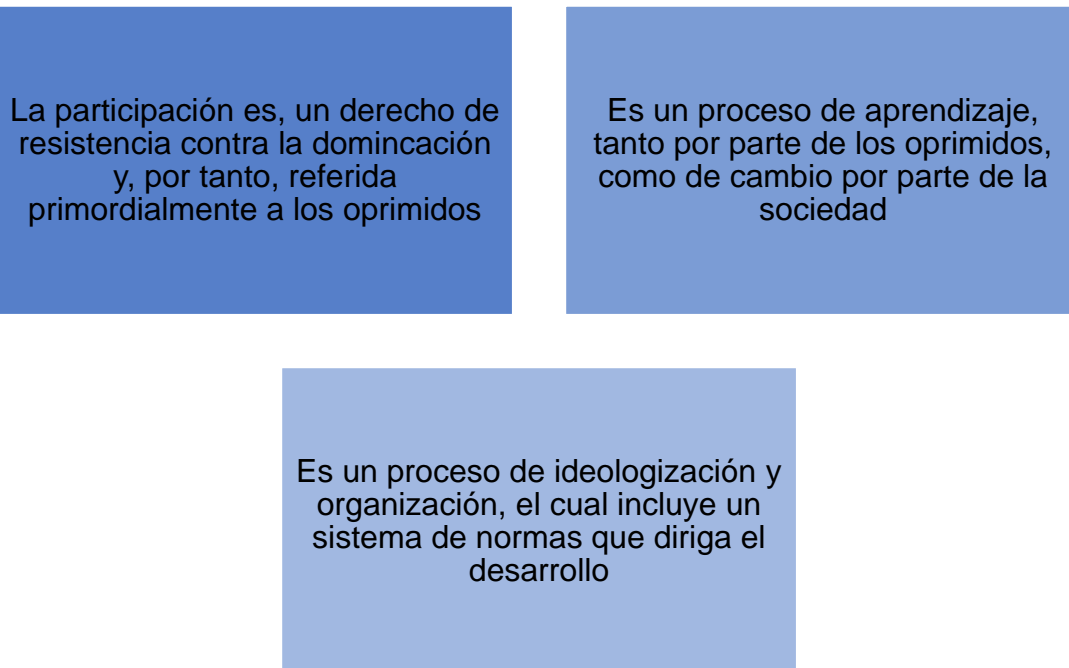 La participación es, un derecho de
resistencia contra la domincación
y, por tanto, referida
primordialmente a los oprimidos
Es un proceso de aprendizaje,
tanto por parte de los oprimidos,
como de cambio por parte de la
sociedad
Es un proceso de ideologización y
organización, el cual incluye un
sistema de normas que diriga el
desarrollo